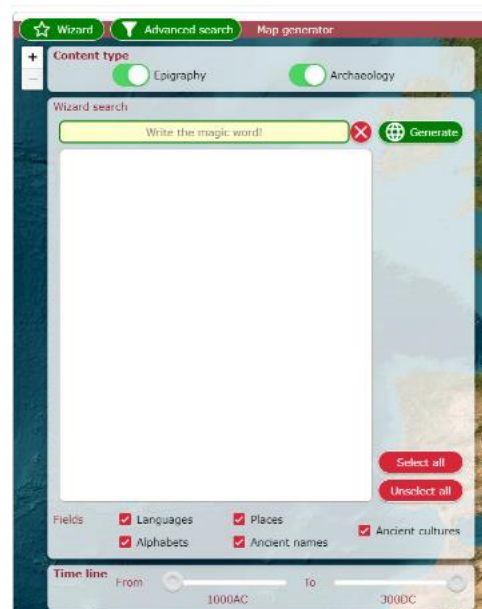 Wizard Advanced search Map generator
+ Content type
− Epigraphy Archaeology
Wizard search
Write the magic word! Generate
Select all
Unselect all
Fields Languages Places Ancient cultures
Alphabets Ancient names
Time line From To
1000AC 300DC